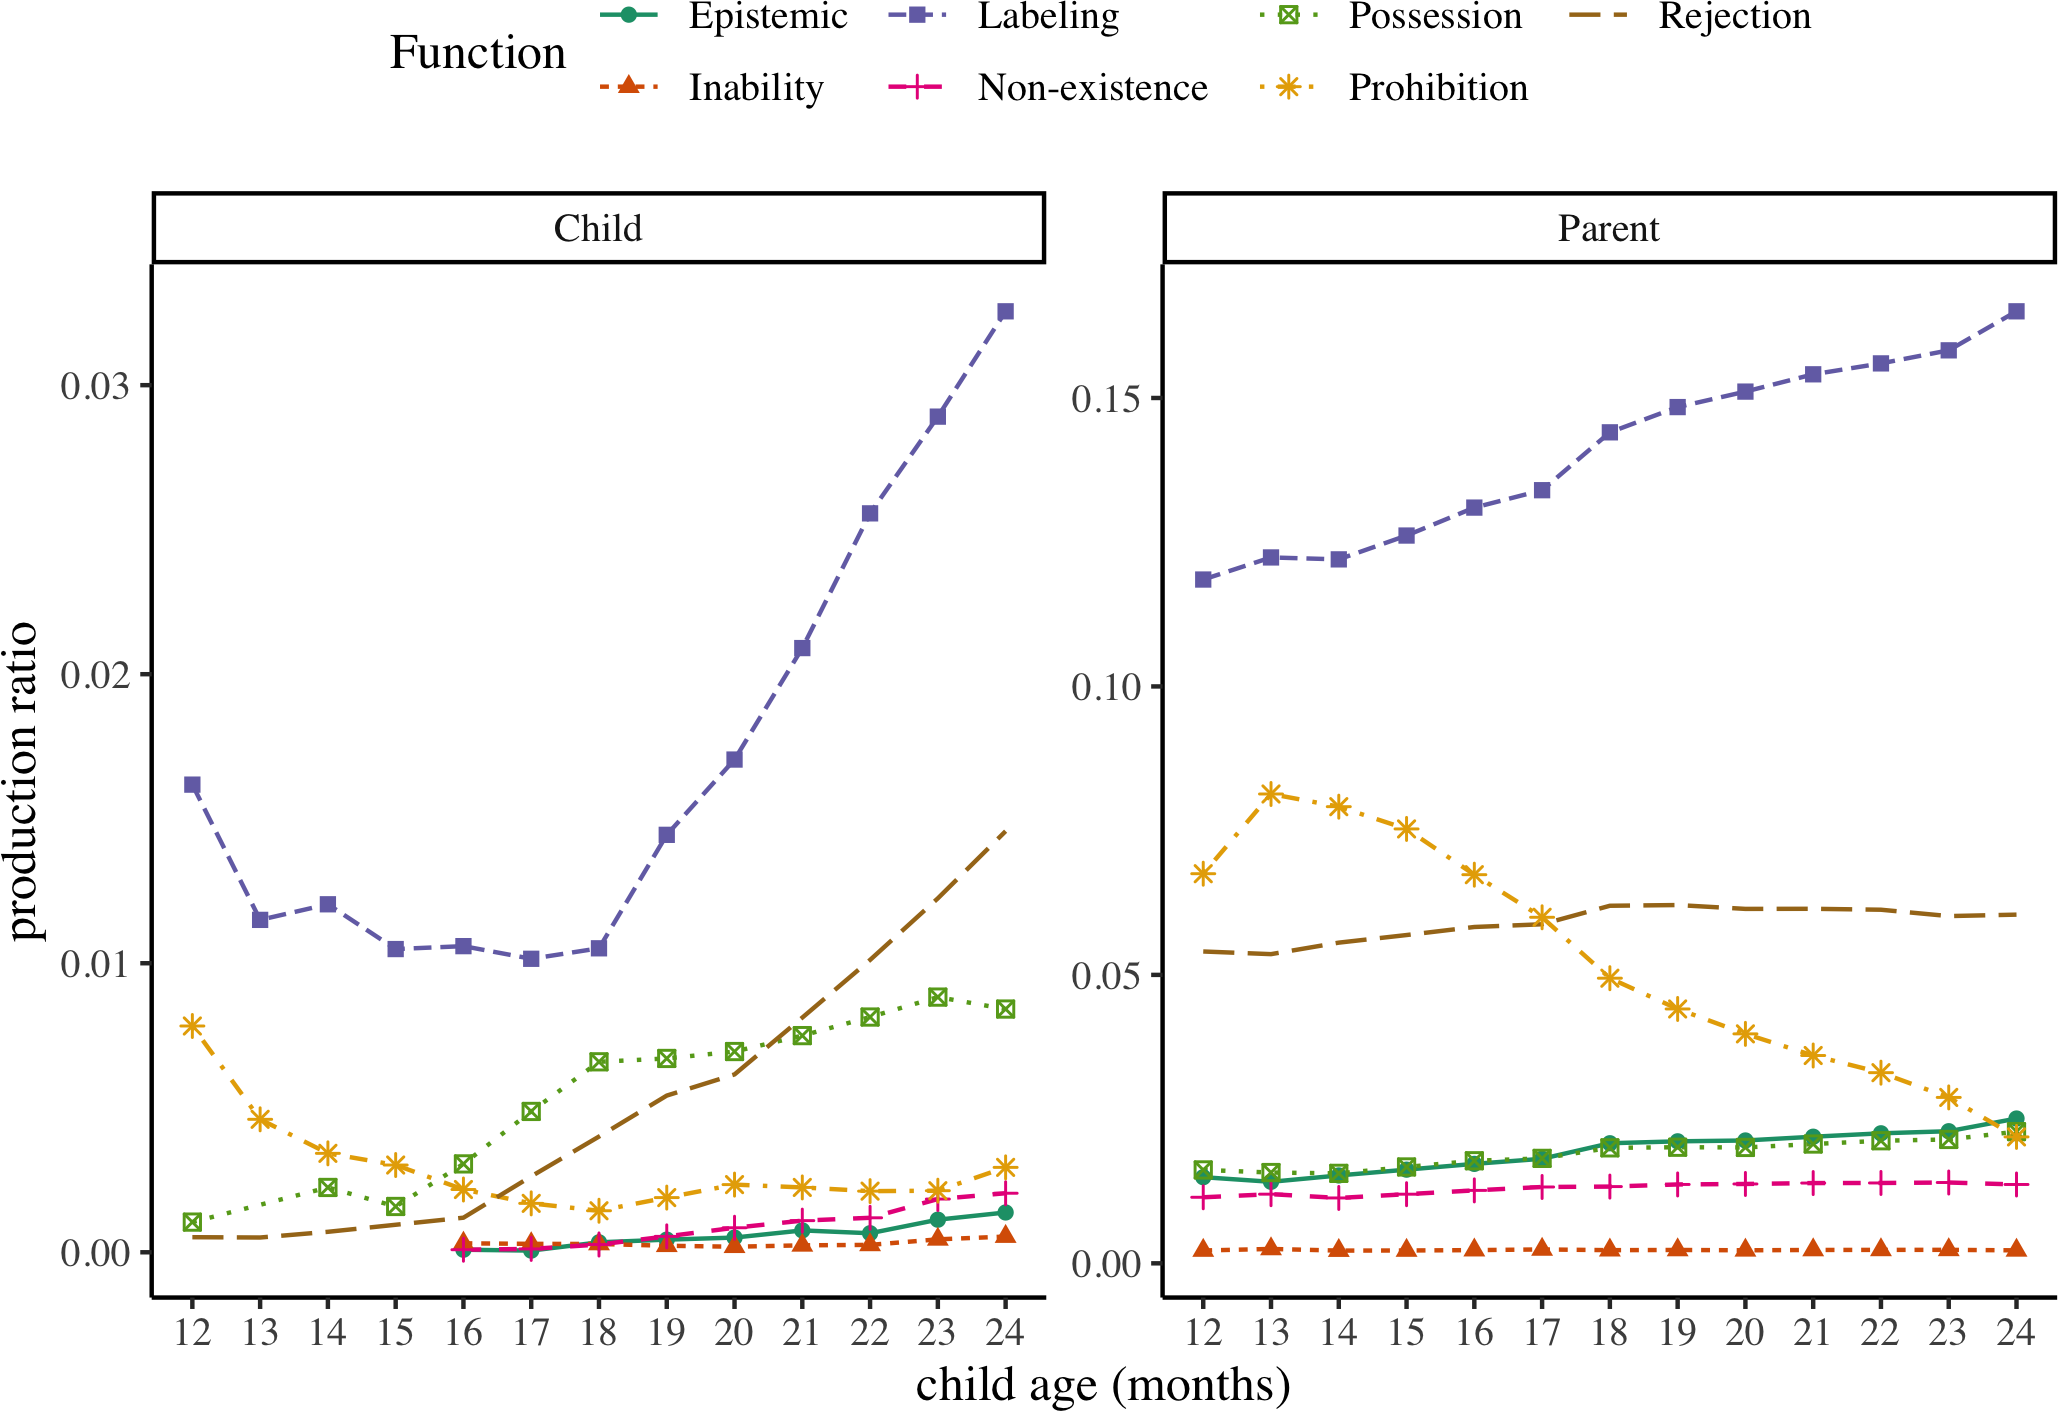 Function
Epistemic Labeling Possession Rejection
Inability Non-existence Prohibition
Child Parent
production ratio
0.03
0.02
0.01
0.00
0.15
0.10
0.05
0.00
12 13 14 15 16 17 18 19 20 21 22 23 24
12 13 14 15 16 17 18 19 20 21 22 23 24
child age (months)